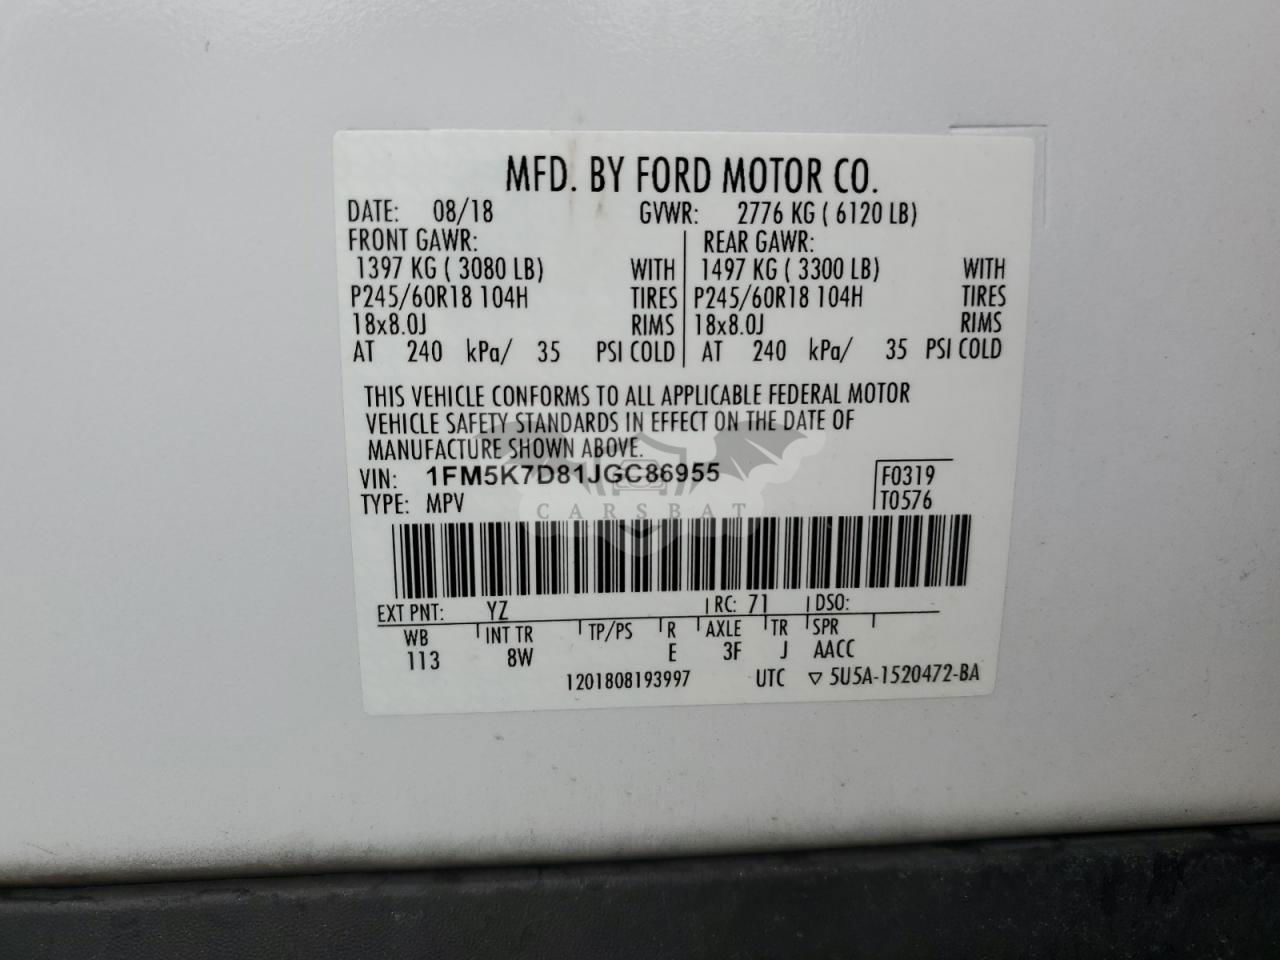 MFD. BY FORD MOTOR CO.
DATE: 08/18 GVWR: 2776 KG ( 6120 LB)
FRONT GAWR: REAR GAWR:
1397 KG ( 3080 LB) WITH 1497 KG ( 3300 LB) WITH
P245/60R18 104H TIRES P245/60R18 104H TIRES
18x8.0J RIMS 18x8.0J RIMS
AT 240 kPa/ 35 PSI COLD AT 240 kPa/ 35 PSI COLD
THIS VEHICLE CONFORMS TO ALL APPLICABLE FEDERAL MOTOR
VEHICLE SAFETY STANDARDS IN EFFECT ON THE DATE OF
MANUFACTURE SHOWN ABOVE.
VIN: 1FM5K7D81JGC86955 F0319
TYPE: MPV T0576
CARSBAT
EXT PNT: YZ RC: 71 DSO:
WB INT TR TP/PS R AXLE TR SPR
113 8W E 3F J AACC
1201808193997 UTC ▽ 5U5A-1520472-BA